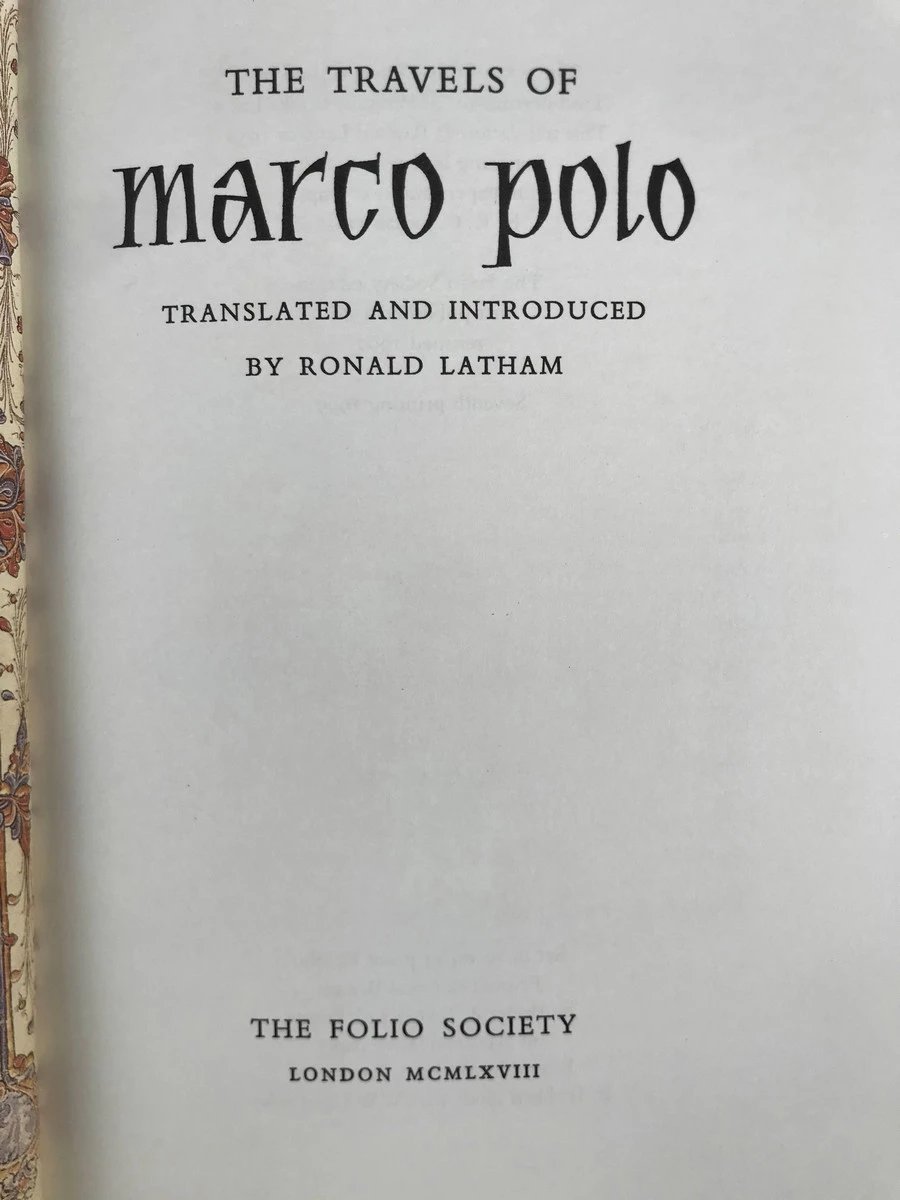 THE TRAVELS OF
marco polo
TRANSLATED AND INTRODUCED
BY RONALD LATHAM
THE FOLIO SOCIETY
LONDON MCMLXVIII